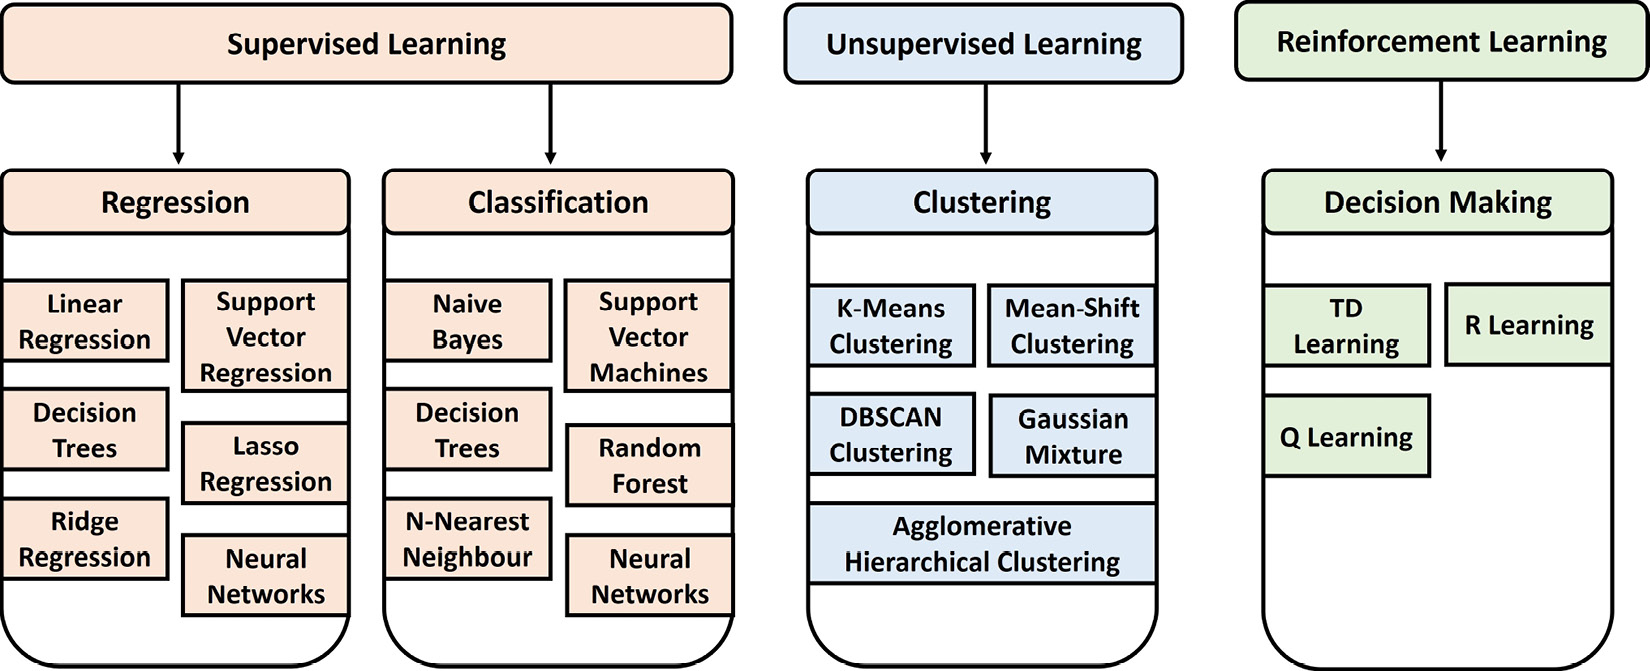 Supervised Learning
Unsupervised Learning
Reinforcement Learning
Regression
Linear
Regression
Support
Vector
Regression
Decision
Trees
Lasso
Regression
Ridge
Regression
Neural
Networks
Classification
Naive
Bayes
Support
Vector
Machines
Decision
Trees
Random
Forest
N-Nearest
Neighbour
Neural
Networks
Clustering
K-Means
Clustering
Mean-Shift
Clustering
DBSCAN
Clustering
Gaussian
Mixture
Agglomerative
Hierarchical Clustering
Decision Making
TD
Learning
R Learning
Q Learning